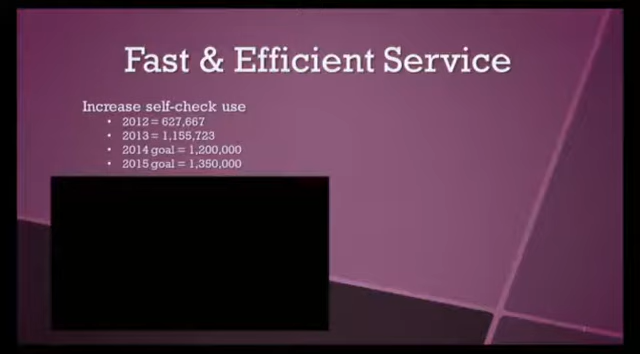 Fast & Efficient Service
Increase self-check use
• 2012 = 627,667
• 2013 = 1,155,723
• 2014 goal = 1,200,000
• 2015 goal = 1,350,000